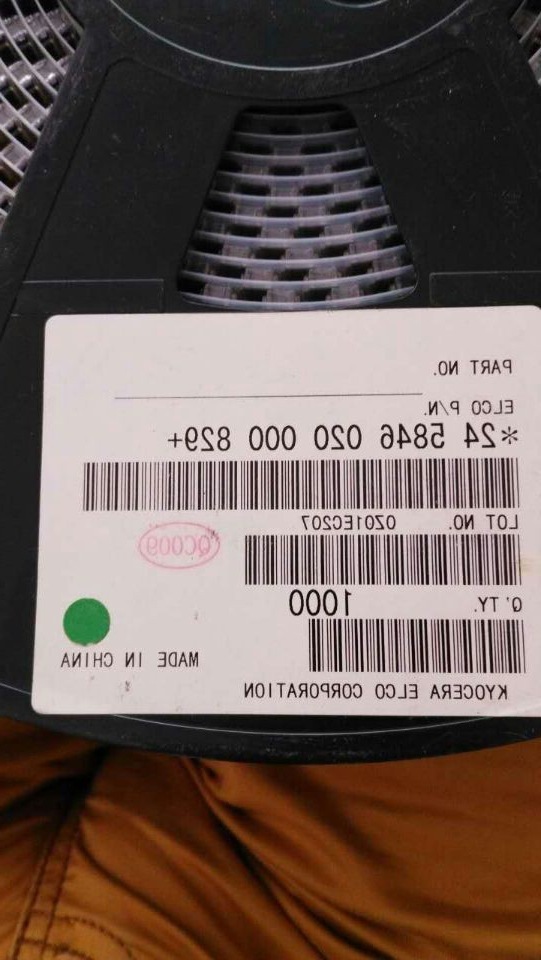 PART NO.
ELCO P/N.
*24 5846 020 000 829+
LOT NO. 0Z01EC207
QC009
Q'TY. 1000
MADE IN CHINA
KYOCERA ELCO CORPORATION